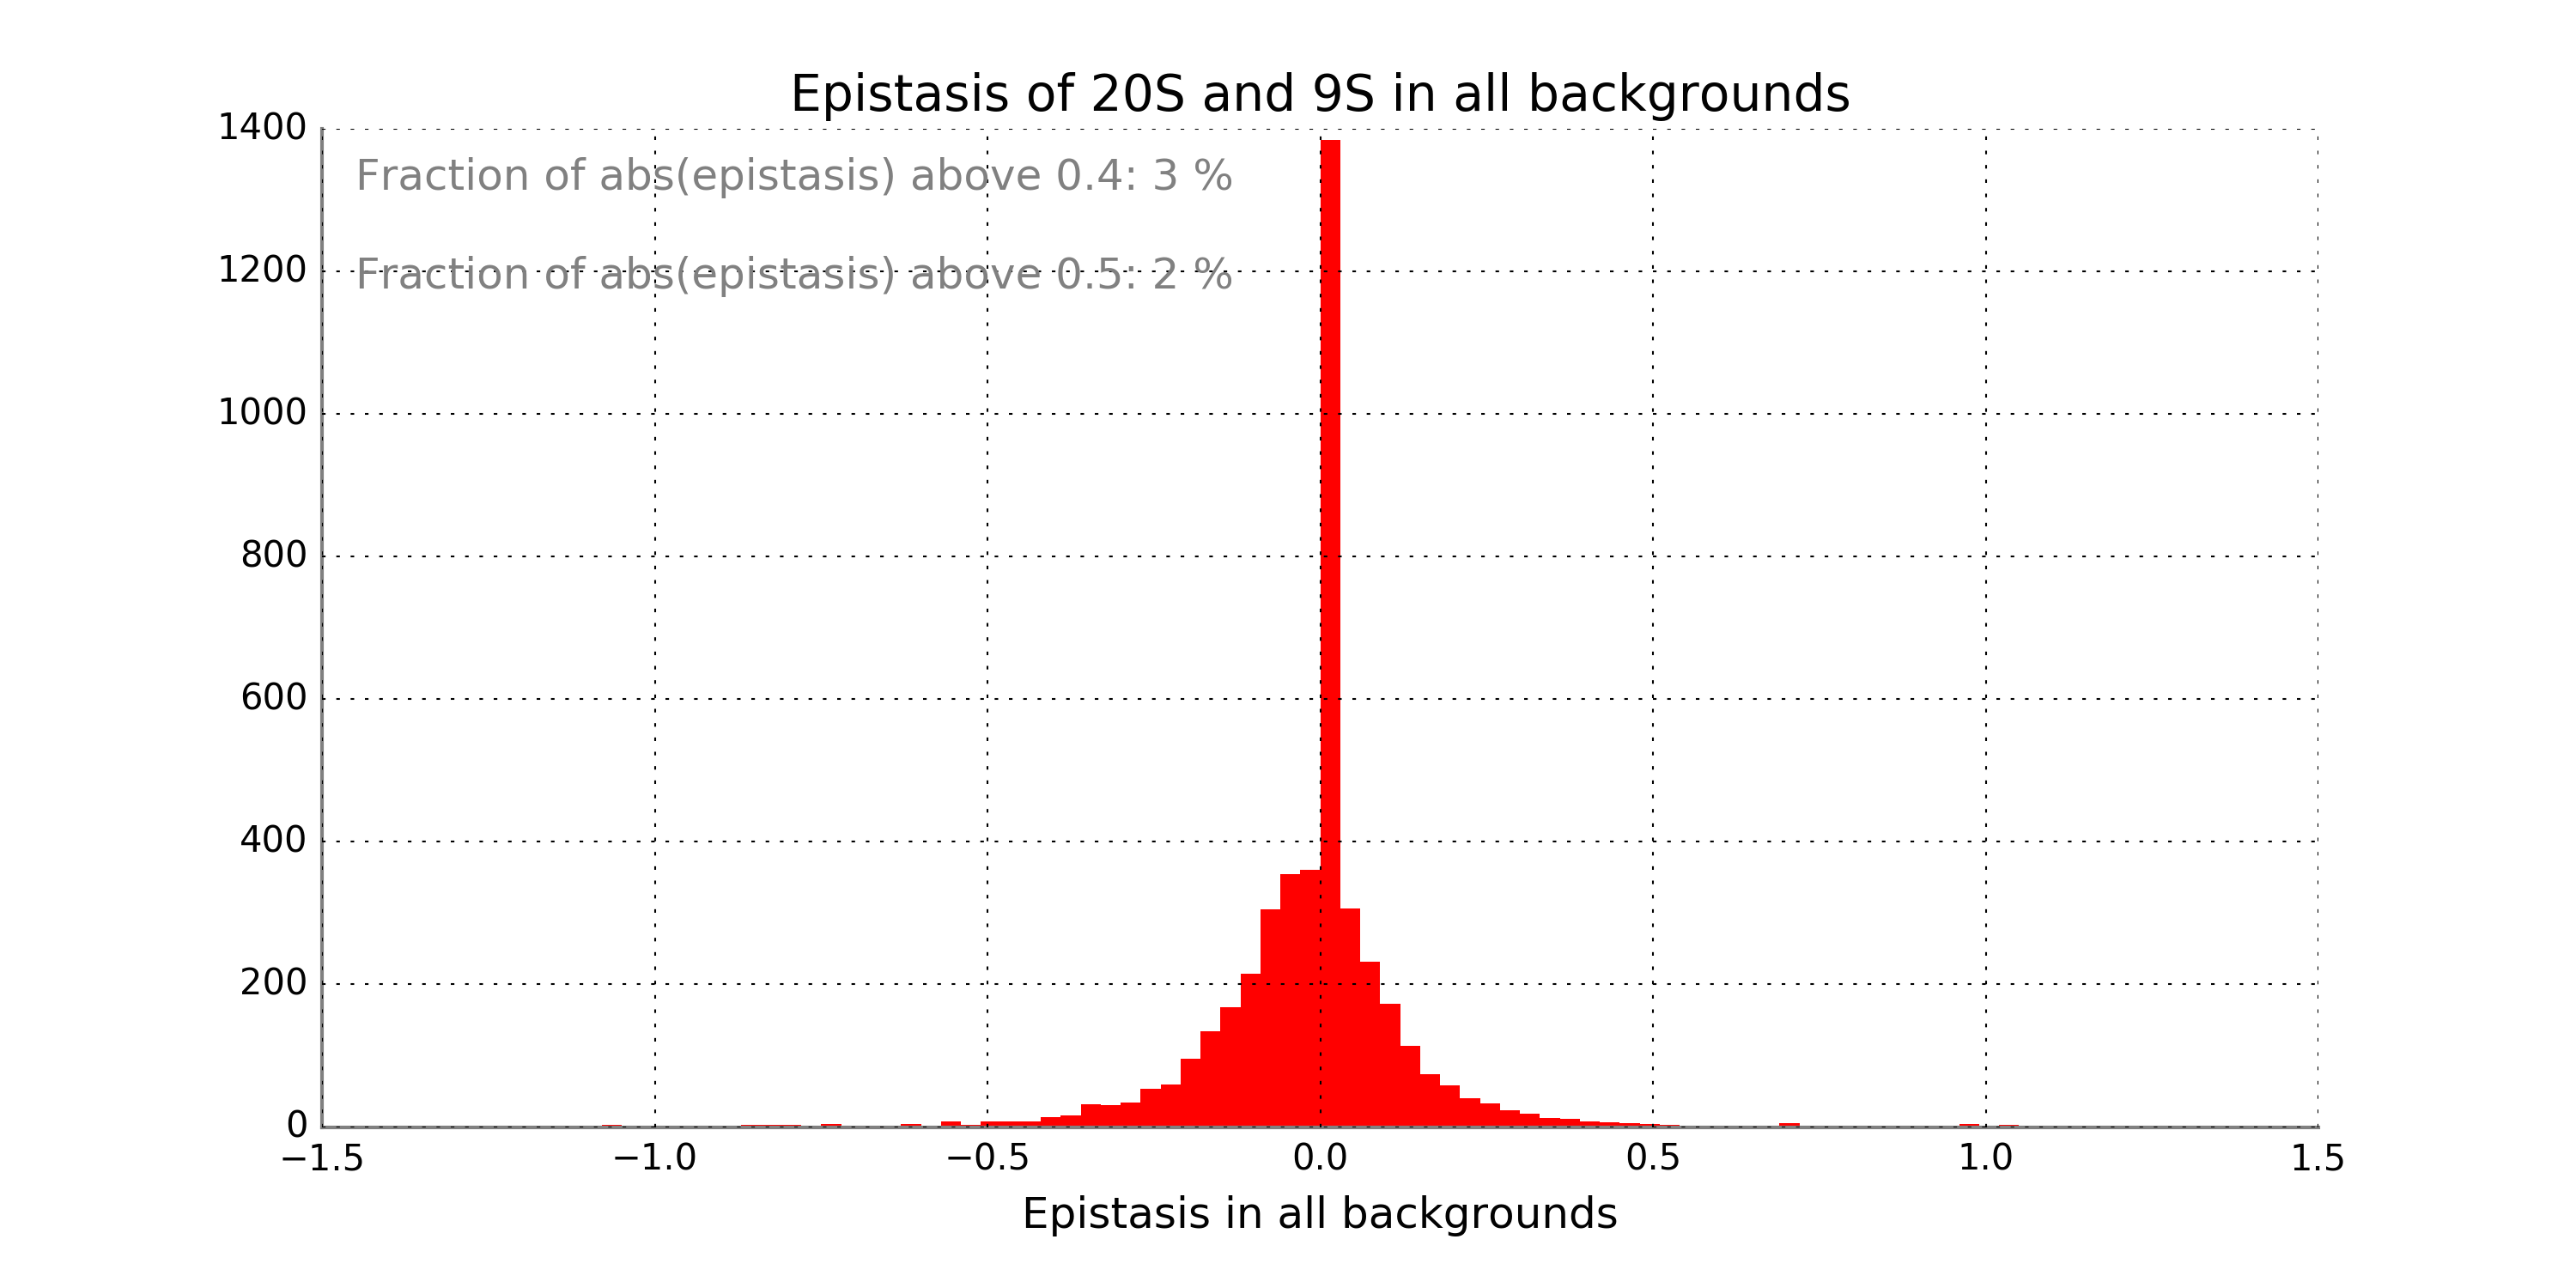 Epistasis of 20S and 9S in all backgrounds
1400
Fraction of abs(epistasis) above 0.4: 3 %
1200
Fraction of abs(epistasis) above 0.5: 2 %
1000
800
600
400
200
0
−1.5 −1.0 −0.5 0.0 0.5 1.0 1.5
Epistasis in all backgrounds